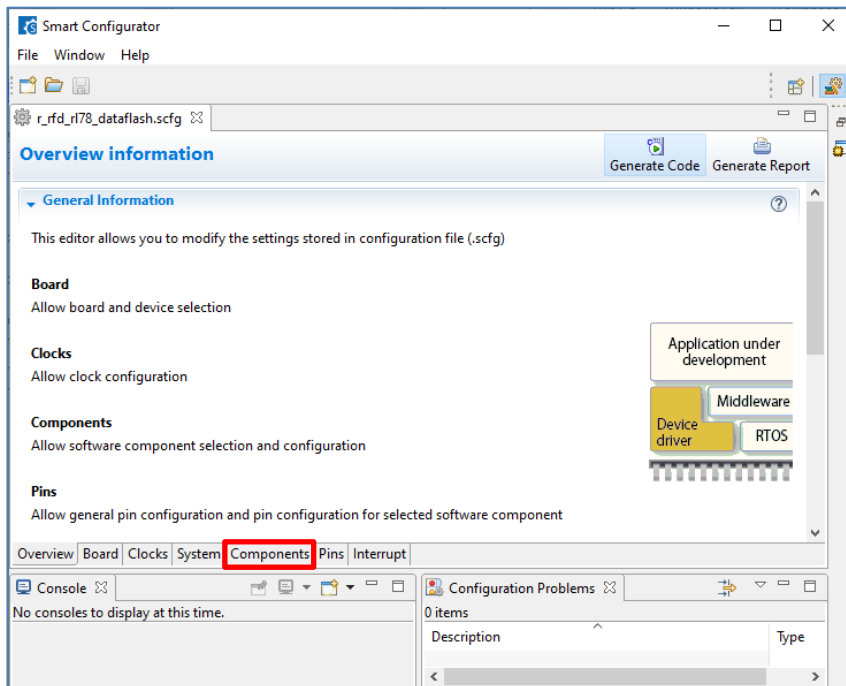 Smart Configurator
File Window Help
r_rfd_rl78_dataflash.scfg
Overview information
Generate Code Generate Report
General Information
This editor allows you to modify the settings stored in configuration file (.scfg)
Board
Allow board and device selection
Clocks
Allow clock configuration
Components
Allow software component selection and configuration
Pins
Allow general pin configuration and pin configuration for selected software component
Application under
development
Middleware
Device
driver
RTOS
Overview Board Clocks System Components Pins Interrupt
Console
No consoles to display at this time.
Configuration Problems
0 items
Description Type